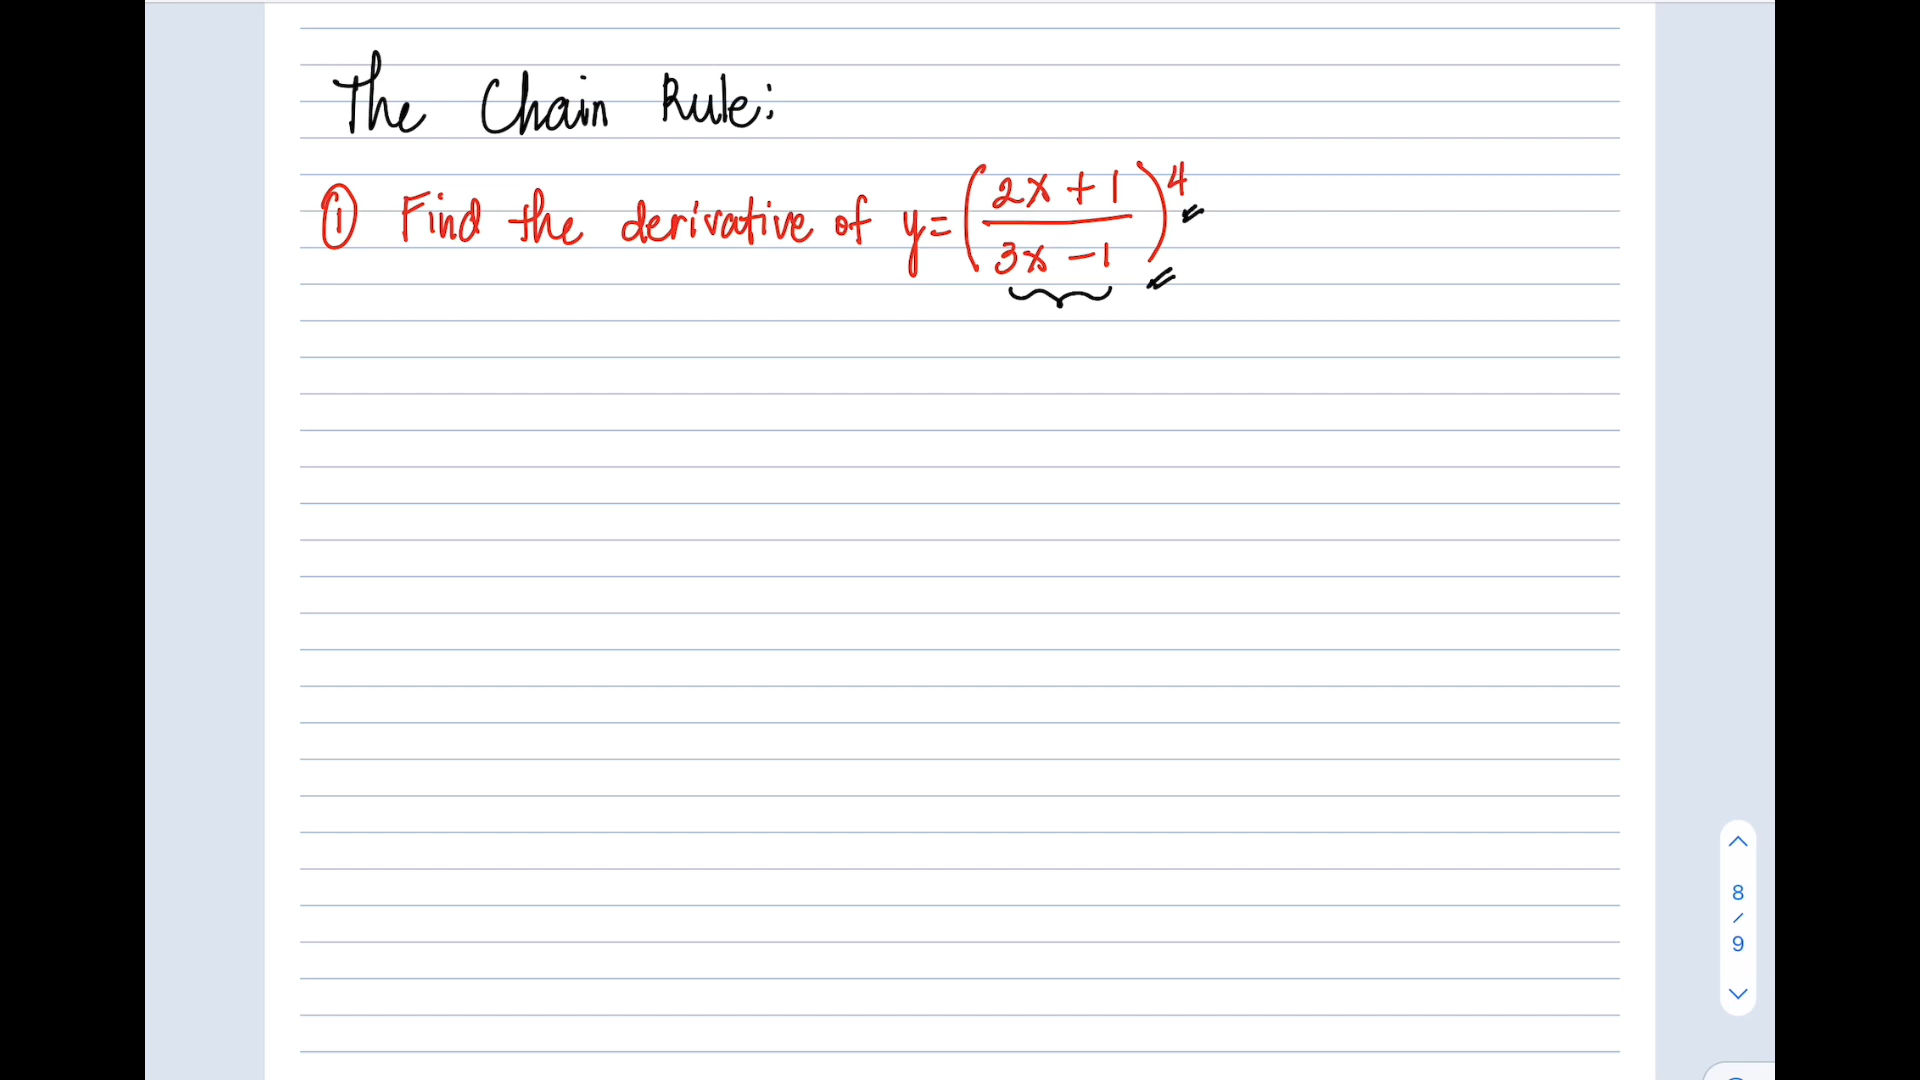 The Chain Rule:
① Find the derivative of y = ( (2x + 1) / (3x - 1) )^4
8
/
9